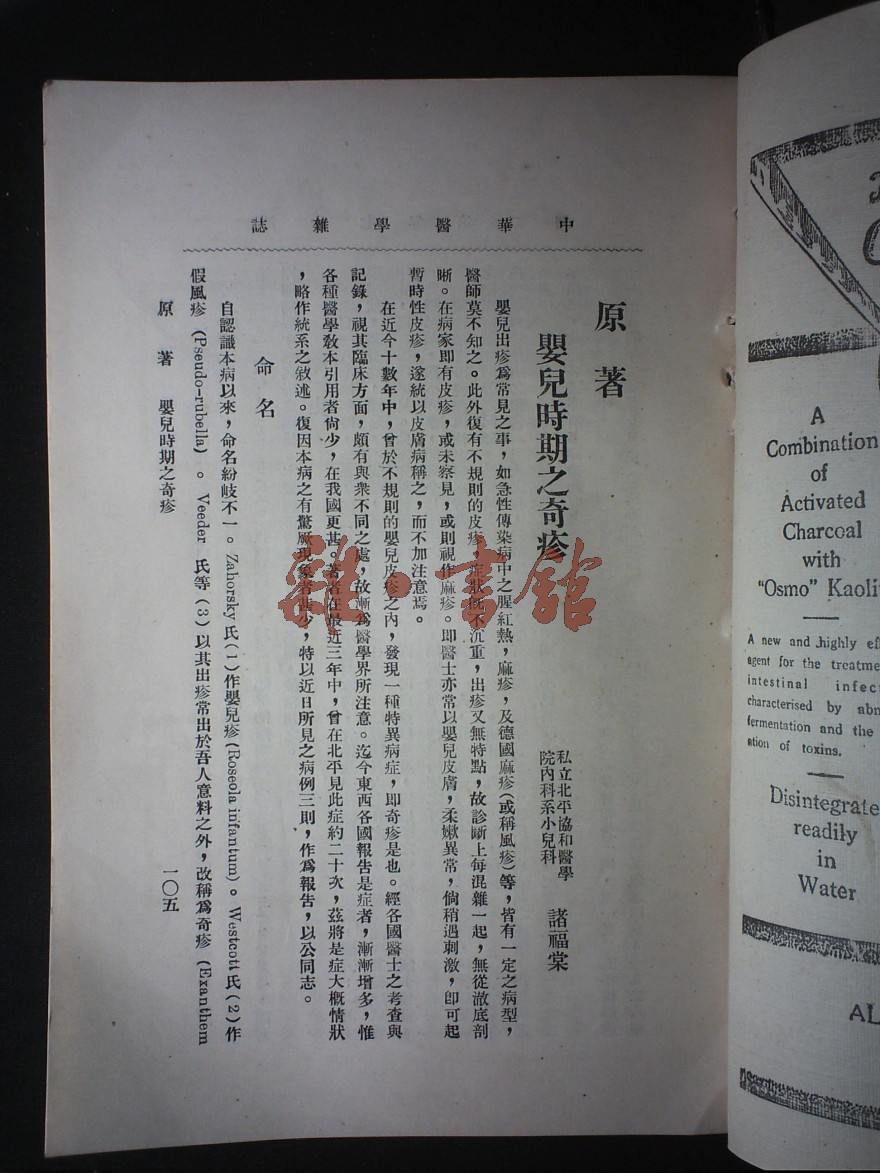 中華醫學雜誌
原著
嬰兒時期之奇疹
私立北平協和醫學
院內科系小兒科
諸福棠
嬰兒出疹爲常見之事，如急性傳染病中之腥紅熱，麻疹，及德國麻疹(或稱風疹)等，皆有一定之病型，
醫師莫不知之。此外復有不規則的皮疹，症狀既不沉重，出疹又無特點，故診斷上每混雜一起，無從澈底剖
晰。在病家即有皮疹，或未察見，或則視作麻疹。即醫士亦常以嬰兒皮膚，柔嫩異常，倘稍遇刺激，卽可起
暫時性皮疹，遂統以皮膚病稱之，而不加注意焉。
在近今十數年中，曾於不規則的嬰兒皮疹之內，發現一種特異病症，即奇疹是也。經各國醫士之考查與
記錄，視其臨床方面，頗有與衆不同之處，故漸爲醫學界所注意。迄今東西各國報告是症者，漸漸增多，惟
各種醫學敎本引用者尙少，在我國更甚。著者在最近三年中，曾在北平見此症約二十次，茲將是症大概情狀
，略作統系之敘述。復因本病之有驚厥現象者甚少，特以近日所見之病例三則，作爲報告，以公同志。
命名
自認識本病以來，命名紛岐不一。Zahorsky 氏(1)作嬰兒疹(Roseola infantum)。Westcott 氏(2)作
假風疹 (Pseudo-rubella) 。 Veeder 氏等(3)以其出疹常出於吾人意料之外，改稱爲奇疹 (Exanthem
原著 嬰兒時期之奇疹
一〇五
雜·書館
A
Combination
of
Activated
Charcoal
with
"Osmo" Kaoli
A new and highly ef
agent for the treatme
intestinal infec
characterised by abn
fermentation and the
ation of toxins.
Disintegrate
readily
in
Water
AL